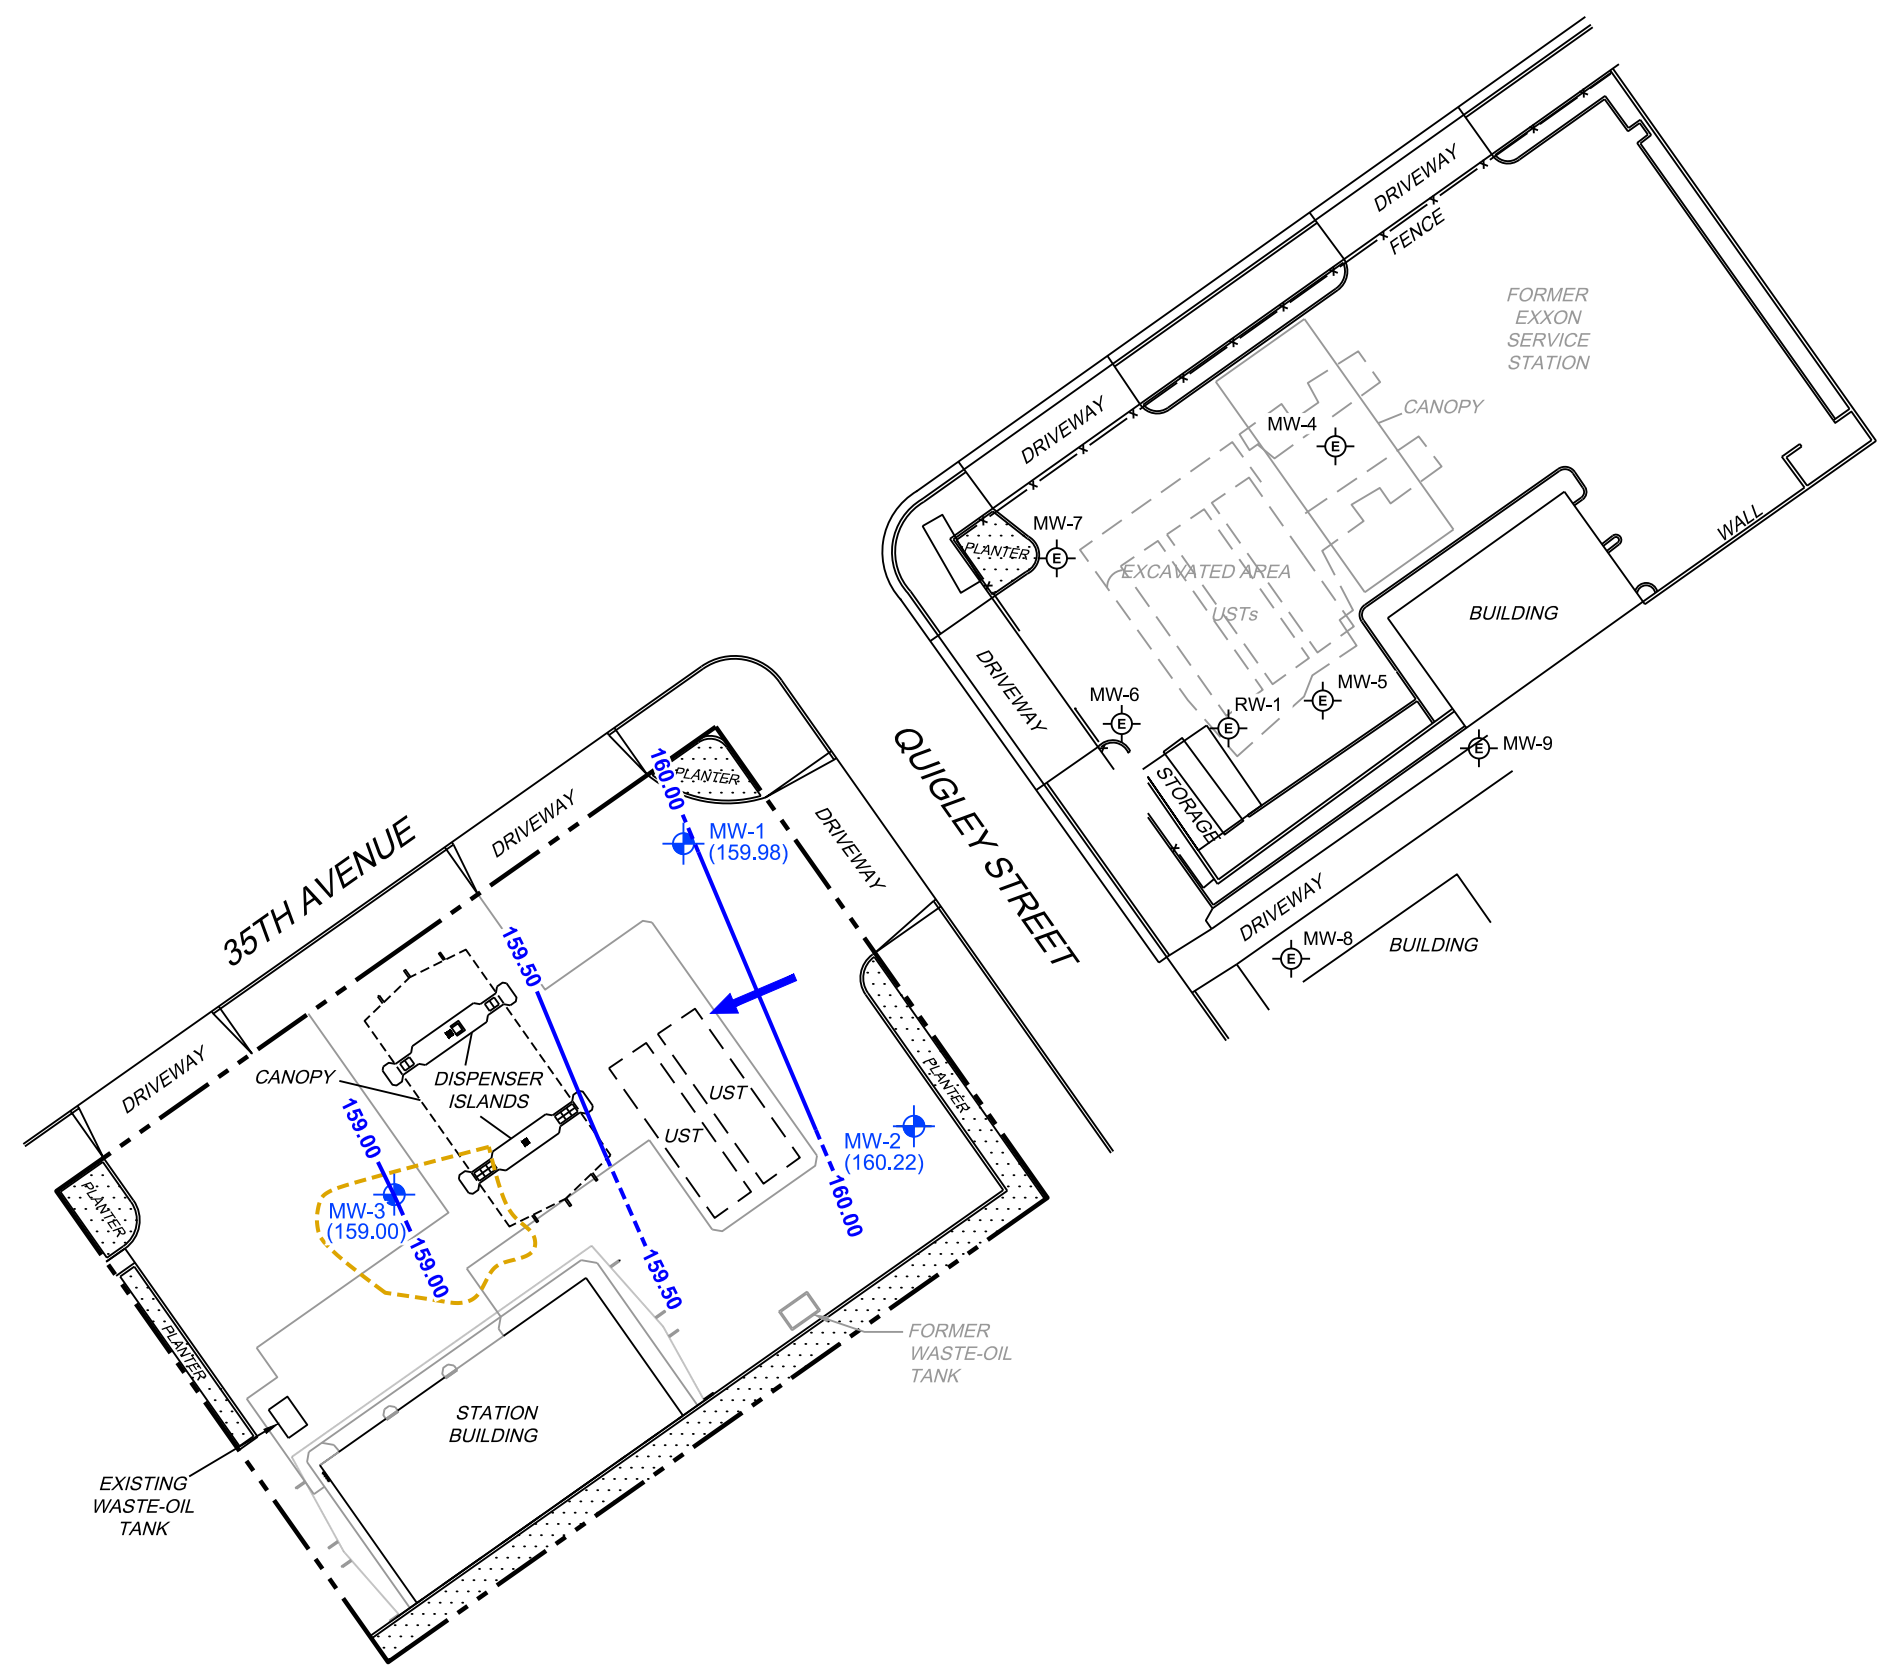 DRIVEWAY
FENCE
FORMER
EXXON
SERVICE
STATION
CANOPY
MW-4
DRIVEWAY
MW-7
PLANTER
EXCAVATED AREA
USTs
WALL
BUILDING
DRIVEWAY
MW-6
RW-1
MW-5
MW-9
STORAGE
QUIGLEY STREET
DRIVEWAY
MW-8
BUILDING
160.00
PLANTER
DRIVEWAY
MW-1
(159.98)
DRIVEWAY
35TH AVENUE
159.50
DRIVEWAY
CANOPY
DISPENSER
ISLANDS
UST
UST
PLANTER
159.00
MW-2
(160.22)
160.00
PLANTER
MW-3
(159.00)
159.00
159.50
PLANTER
FORMER
WASTE-OIL
TANK
STATION
BUILDING
EXISTING
WASTE-OIL
TANK
E
E
E
E
E
E
E